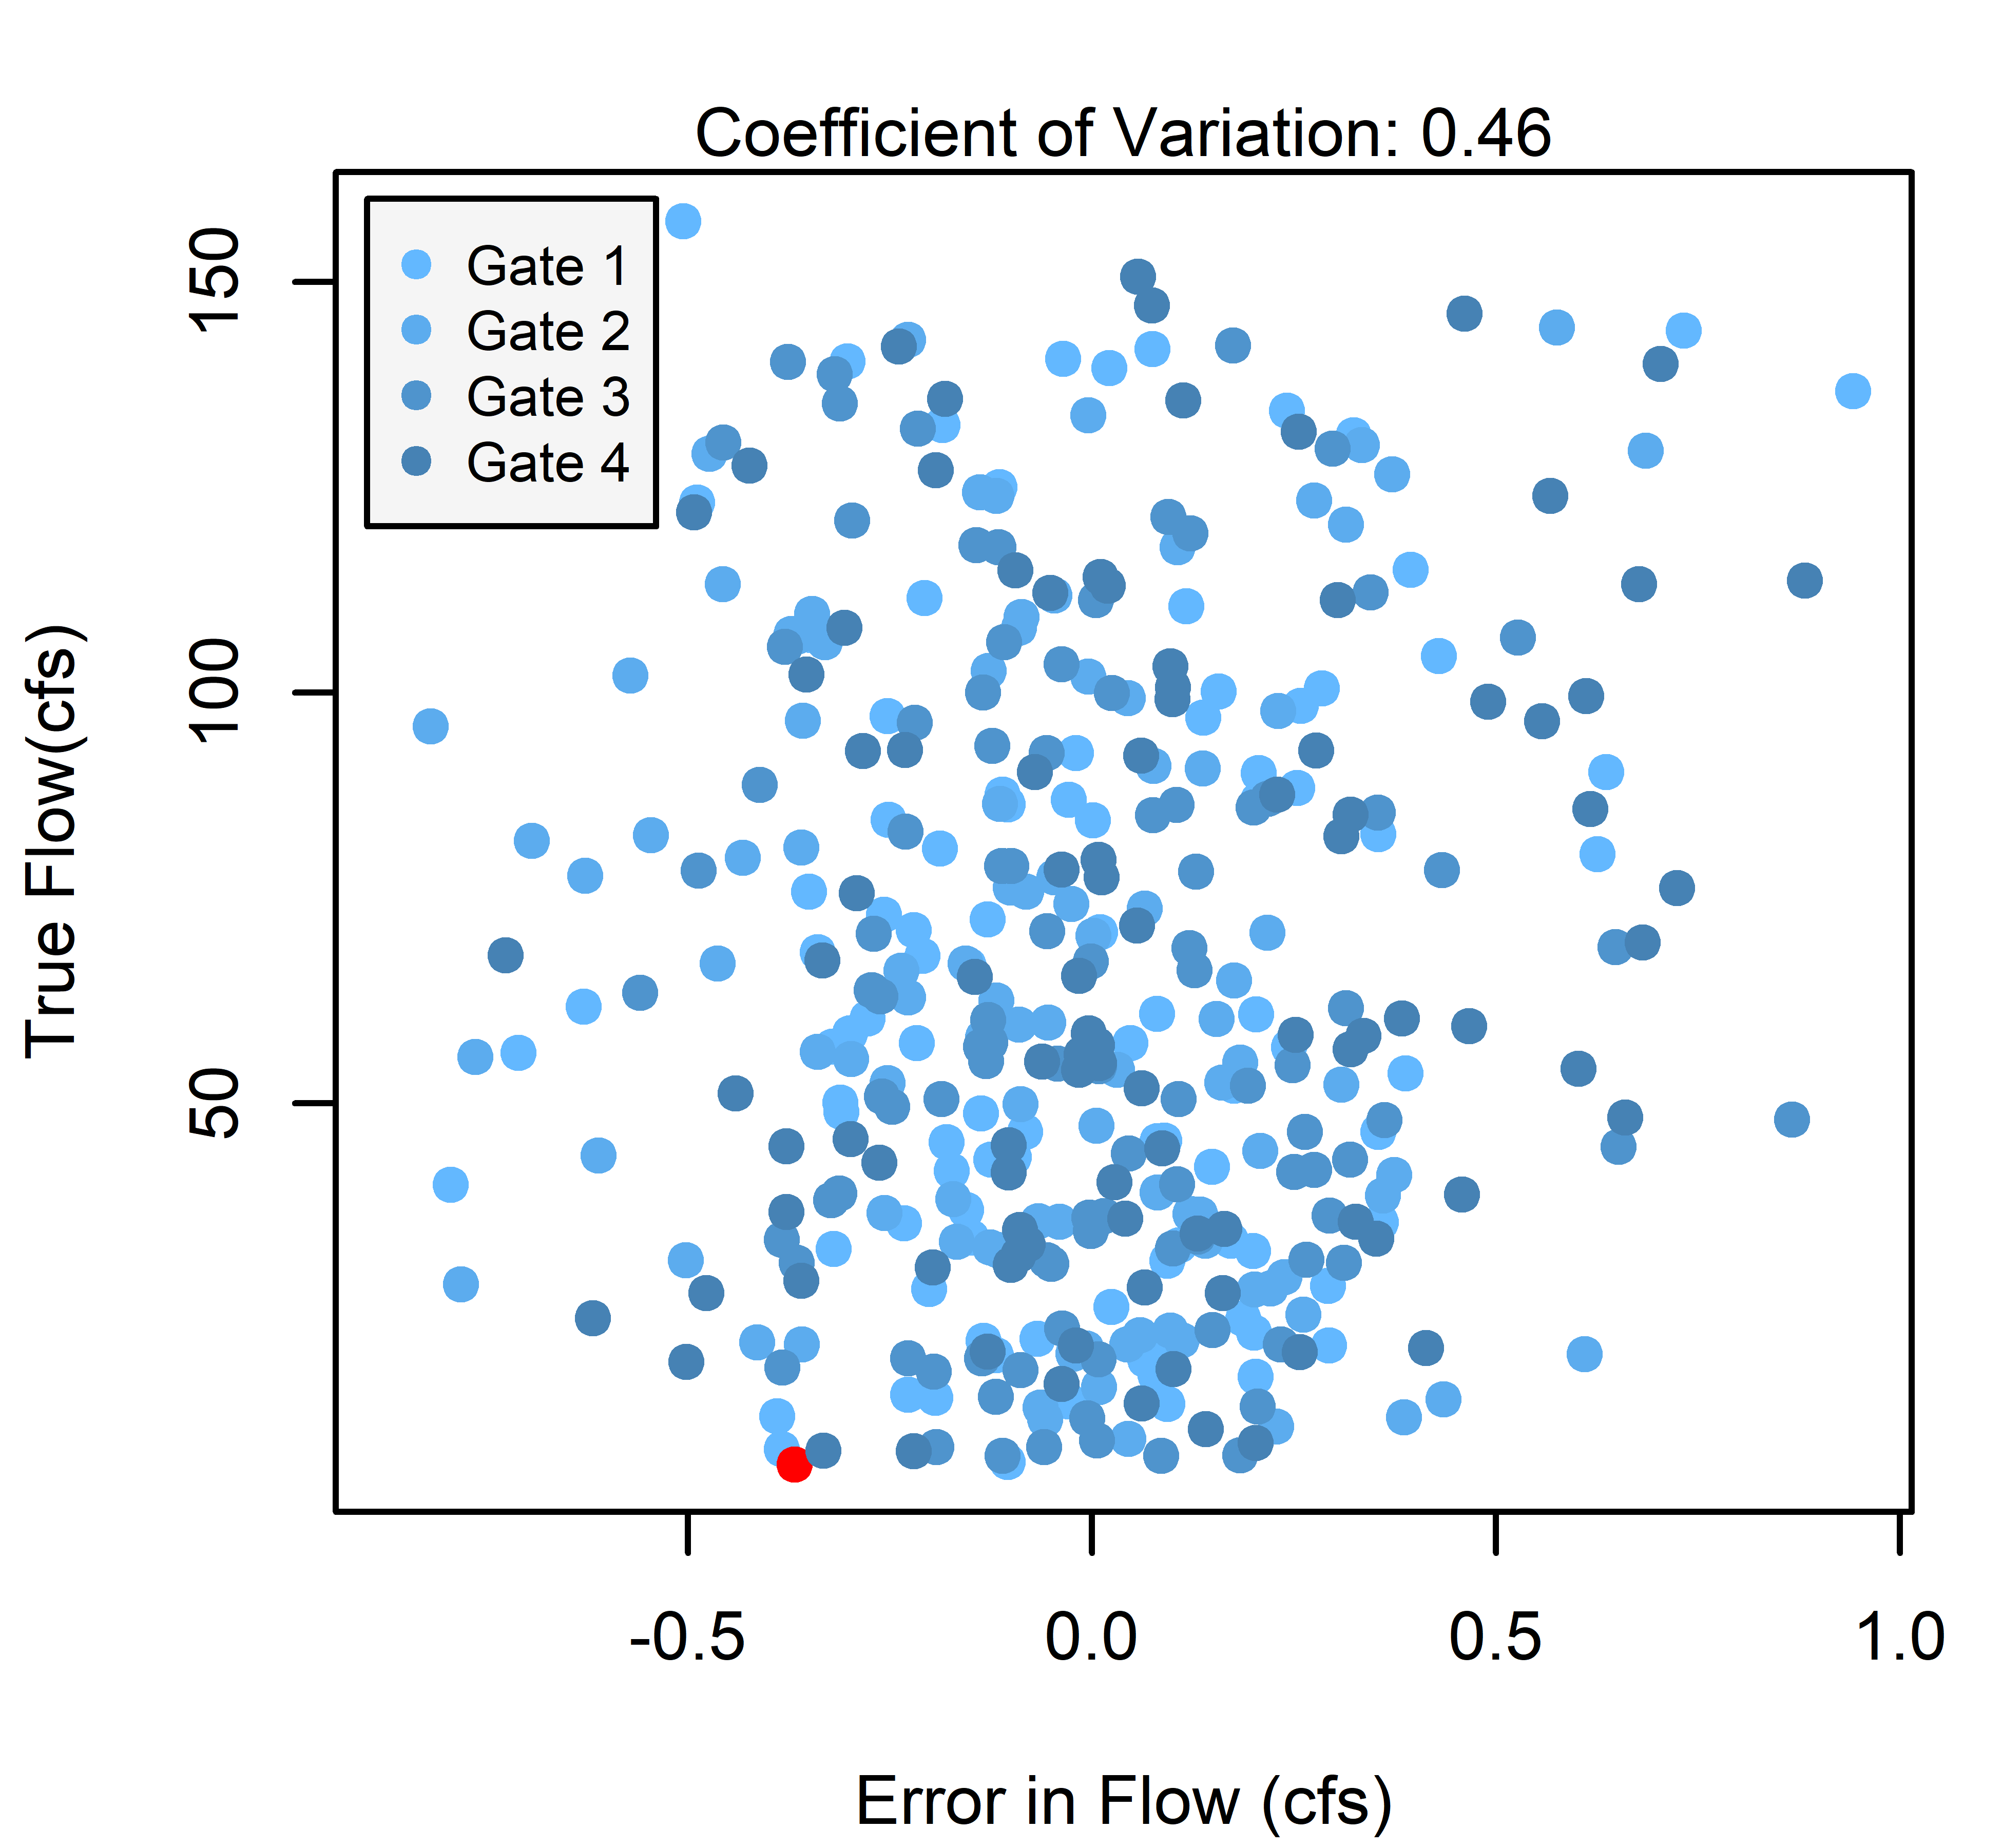 Coefficient of Variation: 0.46
Gate 1
Gate 2
Gate 3
Gate 4
True Flow(cfs)
150
100
50
-0.5
0.0
0.5
1.0
Error in Flow (cfs)